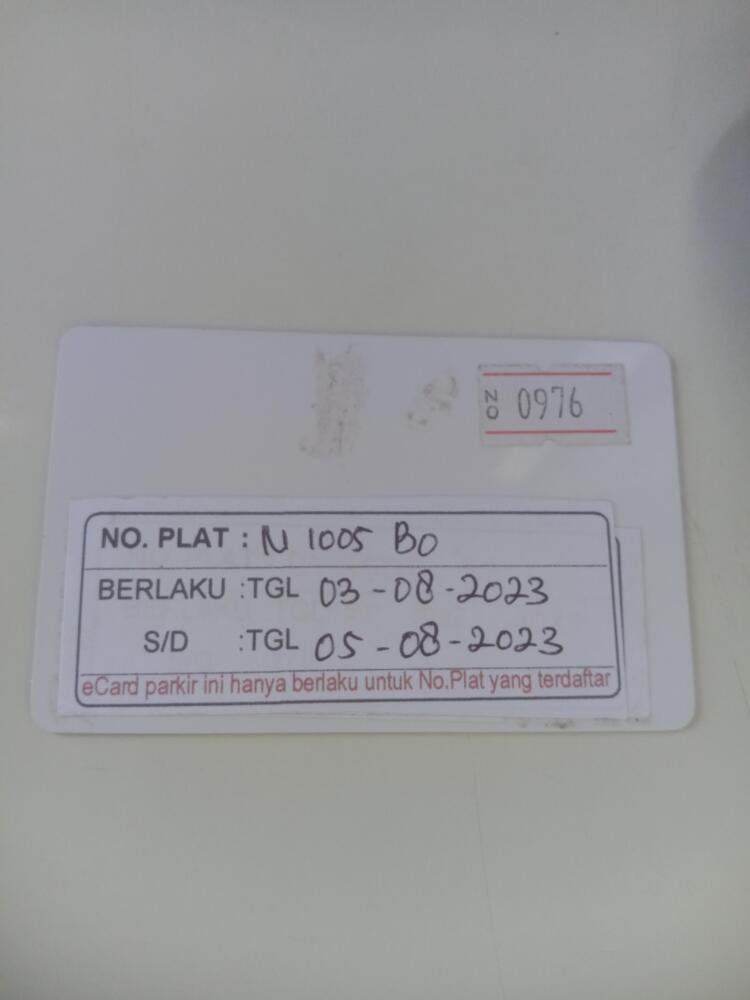 NO 0976
NO. PLAT : N 1005 BO
BERLAKU :TGL 03-08-2023
S/D :TGL 05-08-2023
eCard parkir ini hanya berlaku untuk No.Plat yang terdaftar